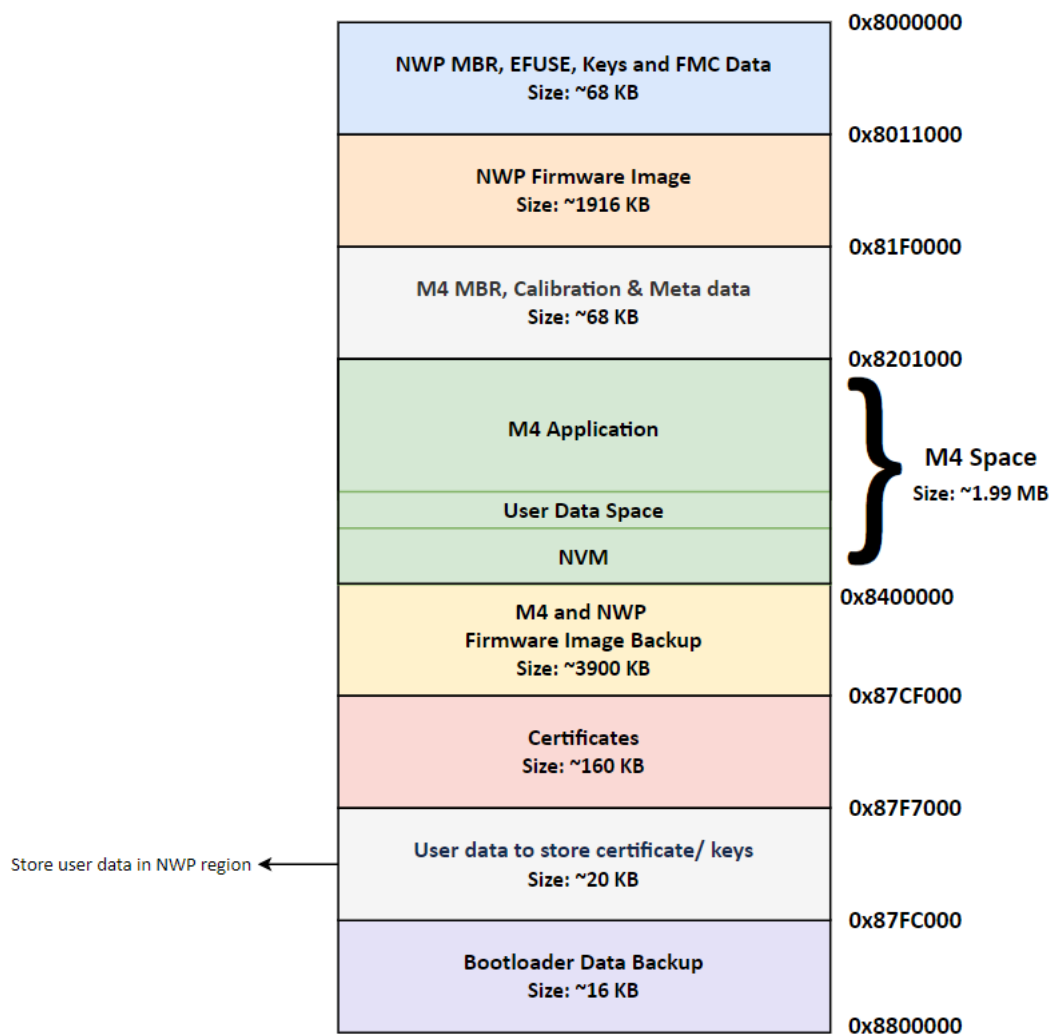 0x8000000
NWP MBR, EFUSE, Keys and FMC Data
Size: ~68 KB
0x8011000
NWP Firmware Image
Size: ~1916 KB
0x81F0000
M4 MBR, Calibration & Meta data
Size: ~68 KB
0x8201000
M4 Application
M4 Space
Size: ~1.99 MB
User Data Space
NVM
0x8400000
M4 and NWP
Firmware Image Backup
Size: ~3900 KB
0x87CF000
Certificates
Size: ~160 KB
0x87F7000
Store user data in NWP region
User data to store certificate/ keys
Size: ~20 KB
0x87FC000
Bootloader Data Backup
Size: ~16 KB
0x8800000